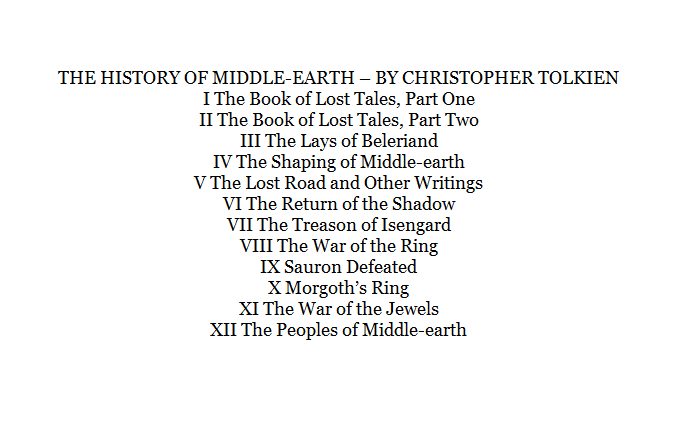 THE HISTORY OF MIDDLE-EARTH – BY CHRISTOPHER TOLKIEN
I The Book of Lost Tales, Part One
II The Book of Lost Tales, Part Two
III The Lays of Beleriand
IV The Shaping of Middle-earth
V The Lost Road and Other Writings
VI The Return of the Shadow
VII The Treason of Isengard
VIII The War of the Ring
IX Sauron Defeated
X Morgoth’s Ring
XI The War of the Jewels
XII The Peoples of Middle-earth